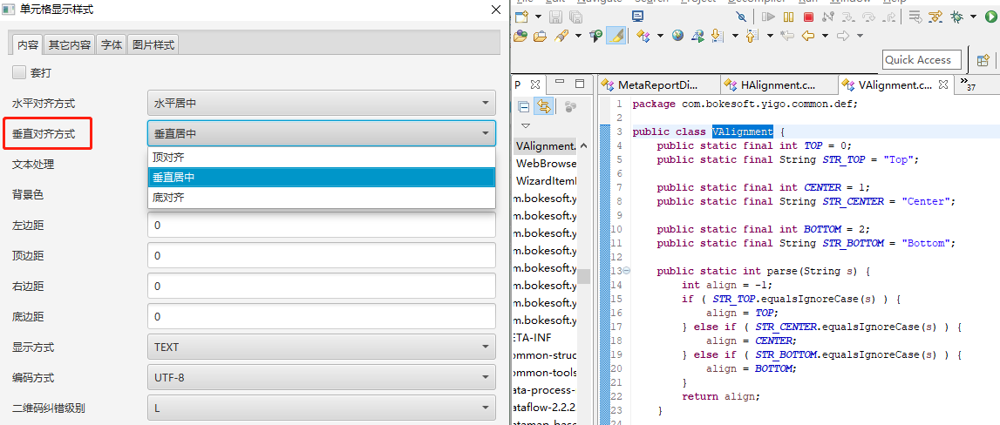 单元格显示样式
内容 其它内容 字体 图片样式
套打
水平对齐方式 水平居中
垂直对齐方式 垂直居中
顶对齐
文本处理
垂直居中
背景色
底对齐
左边距 0
顶边距 0
右边距 0
底边距 0
显示方式 TEXT
编码方式 UTF-8
二维码纠错级别 L
Quick Access
P
MetaReportDi...
HAlignment.c...
VAlignment.c...
37
VAlignment.
WebBrowse
WizardItemI
m.bokesoft.y
m.bokesoft.y
m.bokesoft.y
m.bokesoft.y
m.bokesoft.y
m.bokesoft.y
m.bokesoft.y
m.bokesoft.y
ETA-INF
ommon-struc
ommon-tools
ata-process-
ataflow-2.2.2
1 package com.bokesoft.yigo.common.def;
2
3 public class VAlignment {
4 public static final int TOP = 0;
5 public static final String STR_TOP = "Top";
6
7 public static final int CENTER = 1;
8 public static final String STR_CENTER = "Center";
9
10 public static final int BOTTOM = 2;
11 public static final String STR_BOTTOM = "Bottom";
12
13 public static int parse(String s) {
14 int align = -1;
15 if ( STR_TOP.equalsIgnoreCase(s) ) {
16 align = TOP;
17 } else if ( STR_CENTER.equalsIgnoreCase(s) ) {
18 align = CENTER;
19 } else if ( STR_BOTTOM.equalsIgnoreCase(s) ) {
20 align = BOTTOM;
21 }
22 return align;
23 }